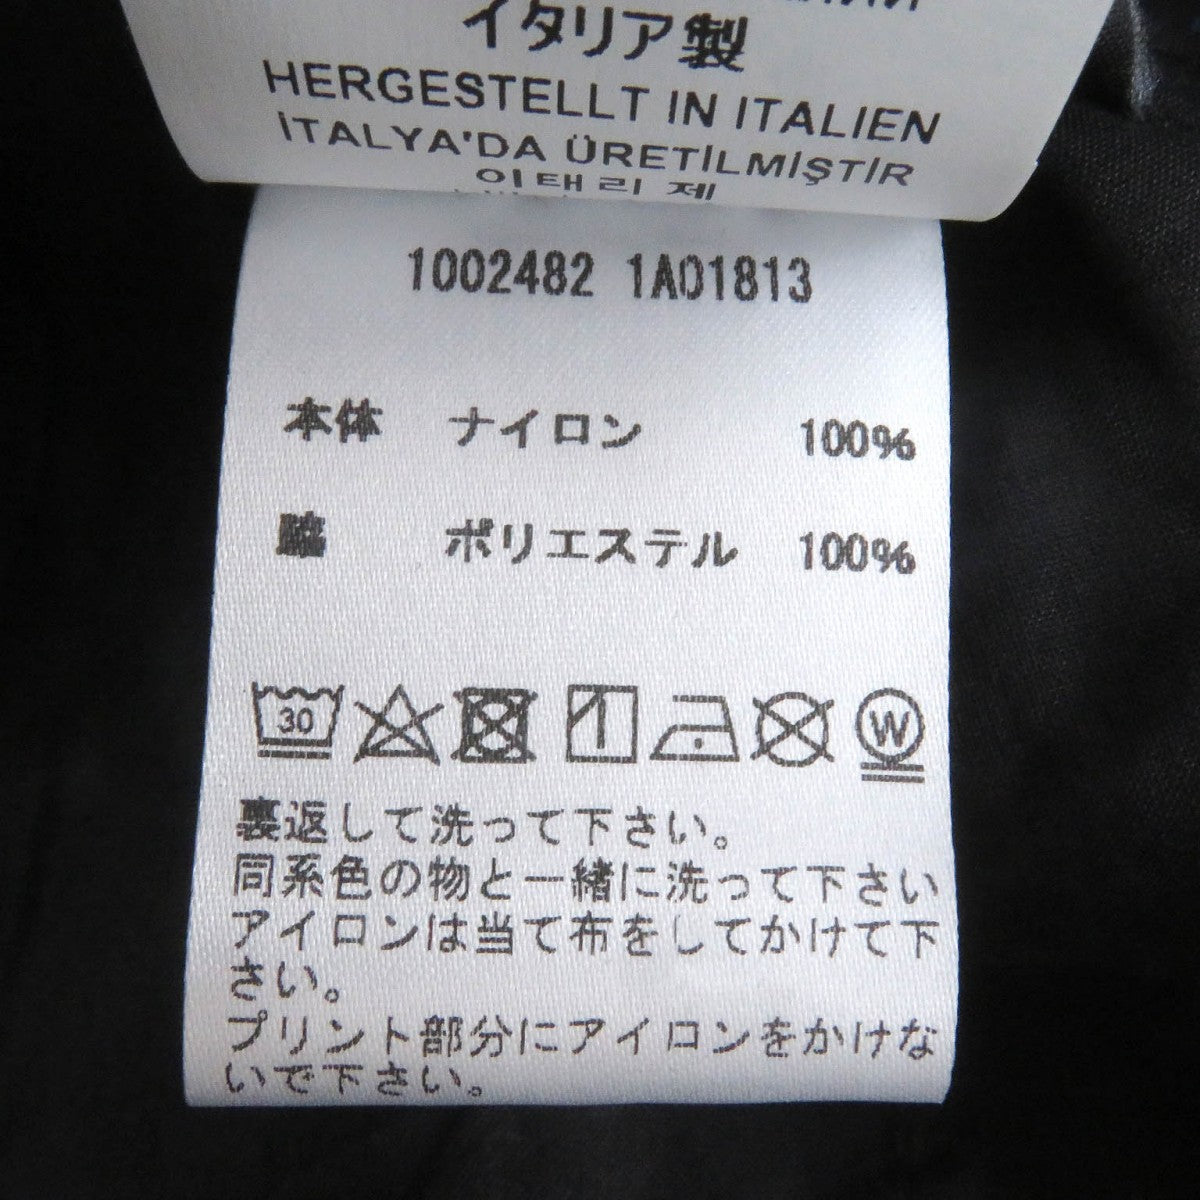 イタリア製
HERGESTELLT IN ITALIEN
İTALYA'DA ÜRETİLMİŞTİR
이태리제
1002482 1A01813
本体 ナイロン 100%
脇 ポリエステル 100%
30
W
裏返して洗って下さい。
同系色の物と一緒に洗って下さい
アイロンは当て布をしてかけて下
さい。
プリント部分にアイロンをかけな
いで下さい。